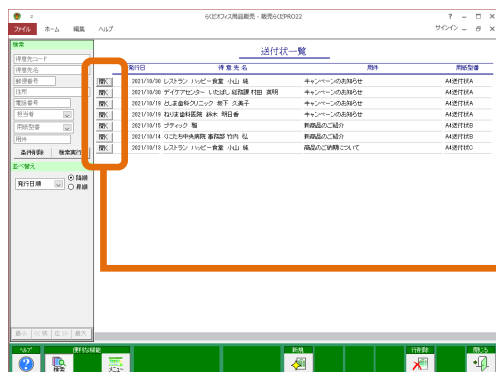 らくだオフィス用品販売 - 販売らくだPRO22
ファイル ホーム 編集 ヘルプ サインイン
検索
得意先コード
得意先名
郵便番号
住所
電話番号
担当者
用紙型番
用件
条件削除 検索実行
並べ替え
発行日順
降順
昇順
最小 <<狭 広>> 最大
送付状一覧
発行日 得意先名 用件 用紙型番
開く 2021/10/30 レストラン ハッピー食堂 小山 純 キャンペーンのお知らせ A4送付状A
開く 2021/10/30 デイケアセンター いたばし 総務課 村田 真明 キャンペーンのお知らせ A4送付状A
開く 2021/10/19 としま歯科クリニック 坂下 久美子 キャンペーンのお知らせ A4送付状A
開く 2021/10/19 ねりま歯科医院 鈴木 明日香 キャンペーンのお知らせ A4送付状A
開く 2021/10/15 ブティック 新商品のご紹介 A4送付状B
開く 2021/10/14 くにたち中央病院 事務部 竹内 弘 新商品のご紹介 A4送付状B
開く 2021/10/13 レストラン ハッピー食堂 小山 純 商品のご納期について A4送付状C
ヘルプ 便利な機能 新規 行削除 閉じる
検索 メニュー